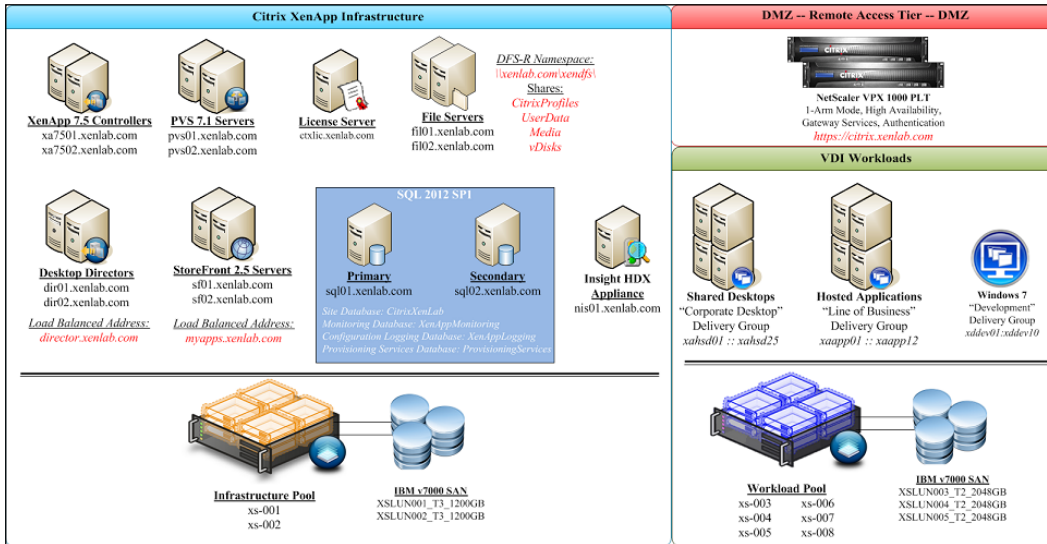 Citrix XenApp Infrastructure
XenApp 7.5 Controllers
xa7501.xenlab.com
xa7502.xenlab.com
PVS 7.1 Servers
pvs01.xenlab.com
pvs02.xenlab.com
License Server
ctxlic.xenlab.com
File Servers
fil01.xenlab.com
fil02.xenlab.com
DFS-R Namespace:
\\xenlab.com\xendfs\
Shares:
CitrixProfiles
UserData
Media
vDisks
Desktop Directors
dir01.xenlab.com
dir02.xenlab.com
Load Balanced Address:
director.xenlab.com
StoreFront 2.5 Servers
sf01.xenlab.com
sf02.xenlab.com
Load Balanced Address:
myapps.xenlab.com
SQL 2012 SP1
Primary
sql01.xenlab.com
Secondary
sql02.xenlab.com
Site Database: CitrixXenLab
Monitoring Database: XenAppMonitoring
Configuration Logging Database: XenAppLogging
Provisioning Services Database: ProvisioningServices
Insight HDX
Appliance
nis01.xenlab.com
Infrastructure Pool
xs-001
xs-002
IBM v7000 SAN
XSLUN001_T3_1200GB
XSLUN002_T3_1200GB
DMZ -- Remote Access Tier -- DMZ
CITRIX
CITRIX
NetScaler VPX 1000 PLT
1-Arm Mode, High Availability,
Gateway Services, Authentication
https://citrix.xenlab.com
VDI Workloads
Shared Desktops
“Corporate Desktop”
Delivery Group
xahsd01 :: xahsd25
Hosted Applications
“Line of Business”
Delivery Group
xaapp01 :: xaapp12
Windows 7
“Development”
Delivery Group
xddev01:xddev10
Workload Pool
xs-003 xs-006
xs-004 xs-007
xs-005 xs-008
IBM v7000 SAN
XSLUN003_T2_2048GB
XSLUN004_T2_2048GB
XSLUN005_T2_2048GB